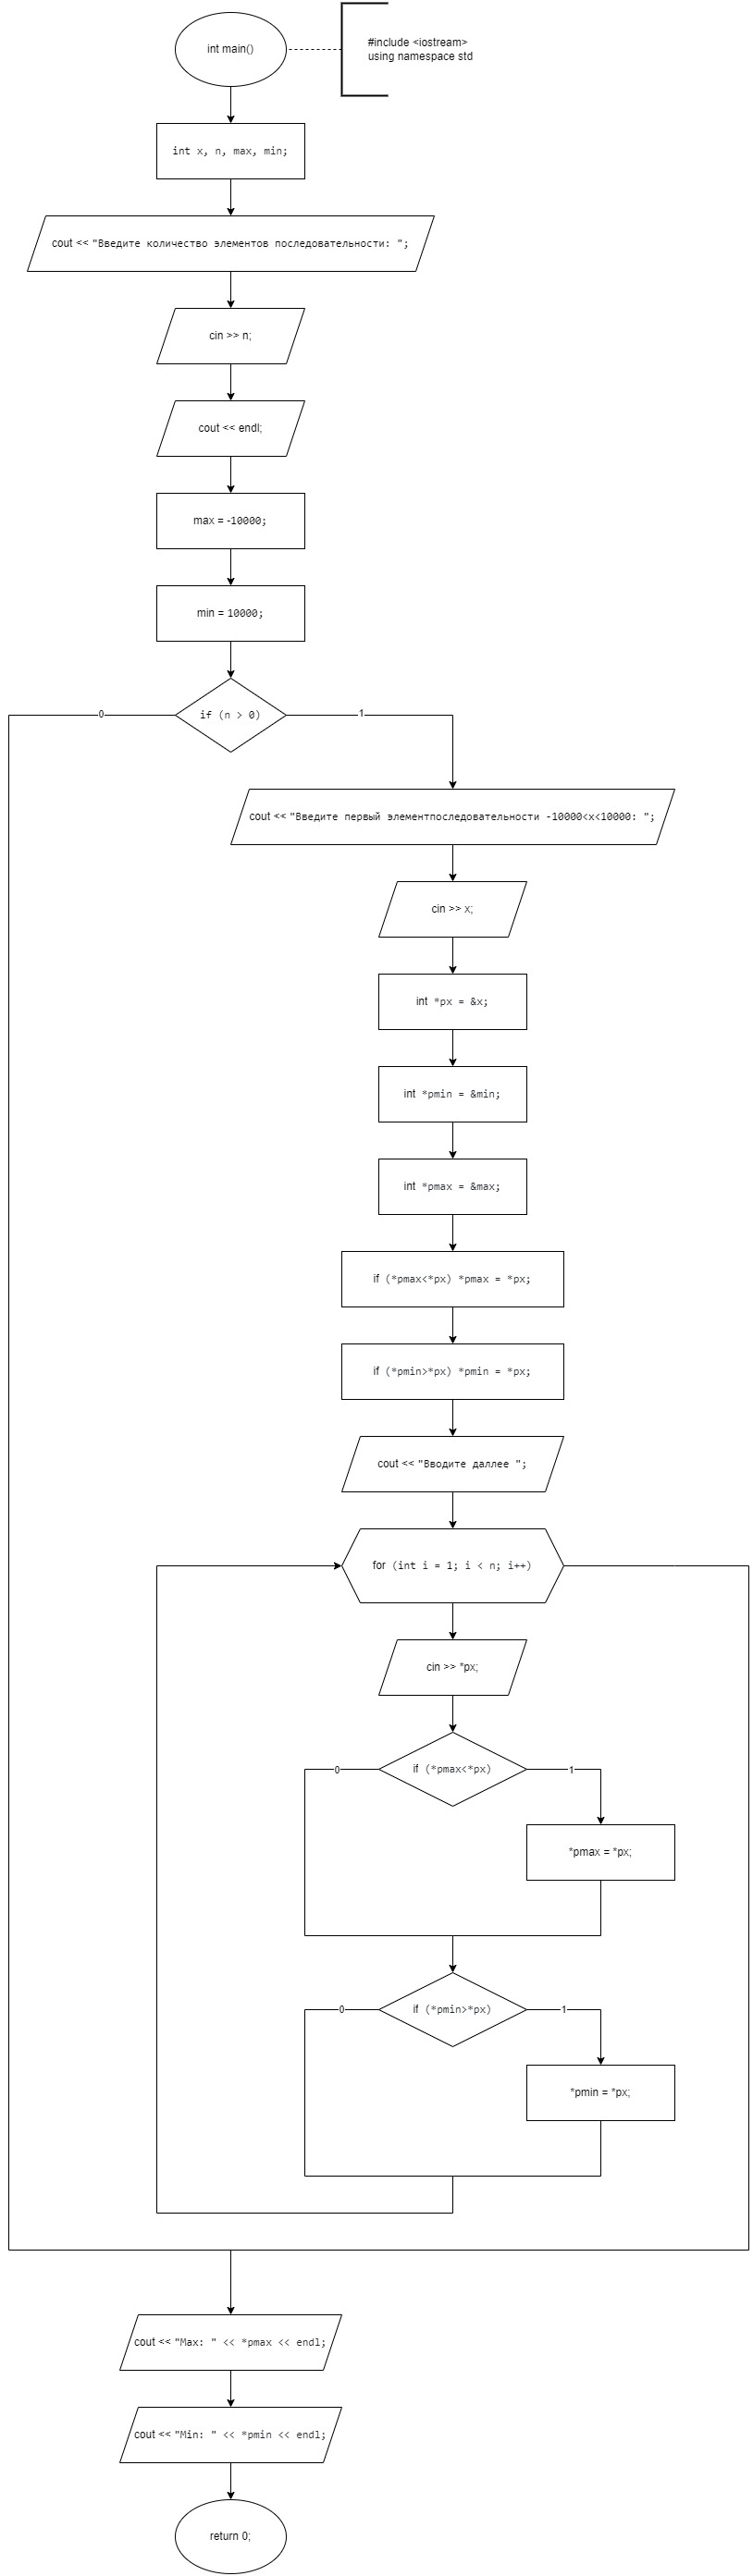 int main()
#include <iostream>
using namespace std
int x, n, max, min;
cout << "Введите количество элементов последовательности: ";
cin >> n;
cout << endl;
max = -10000;
min = 10000;
if (n > 0)
0
1
cout << "Введите первый элементпоследовательности -10000<x<10000: ";
cin >> x;
int *px = &x;
int *pmin = &min;
int *pmax = &max;
if (*pmax<*px) *pmax = *px;
if (*pmin>*px) *pmin = *px;
cout << "Вводите даллее ";
for (int i = 1; i < n; i++)
cin >> *px;
if (*pmax<*px)
0
1
*pmax = *px;
if (*pmin>*px)
0
1
*pmin = *px;
cout << "Max: " << *pmax << endl;
cout << "Min: " << *pmin << endl;
return 0;